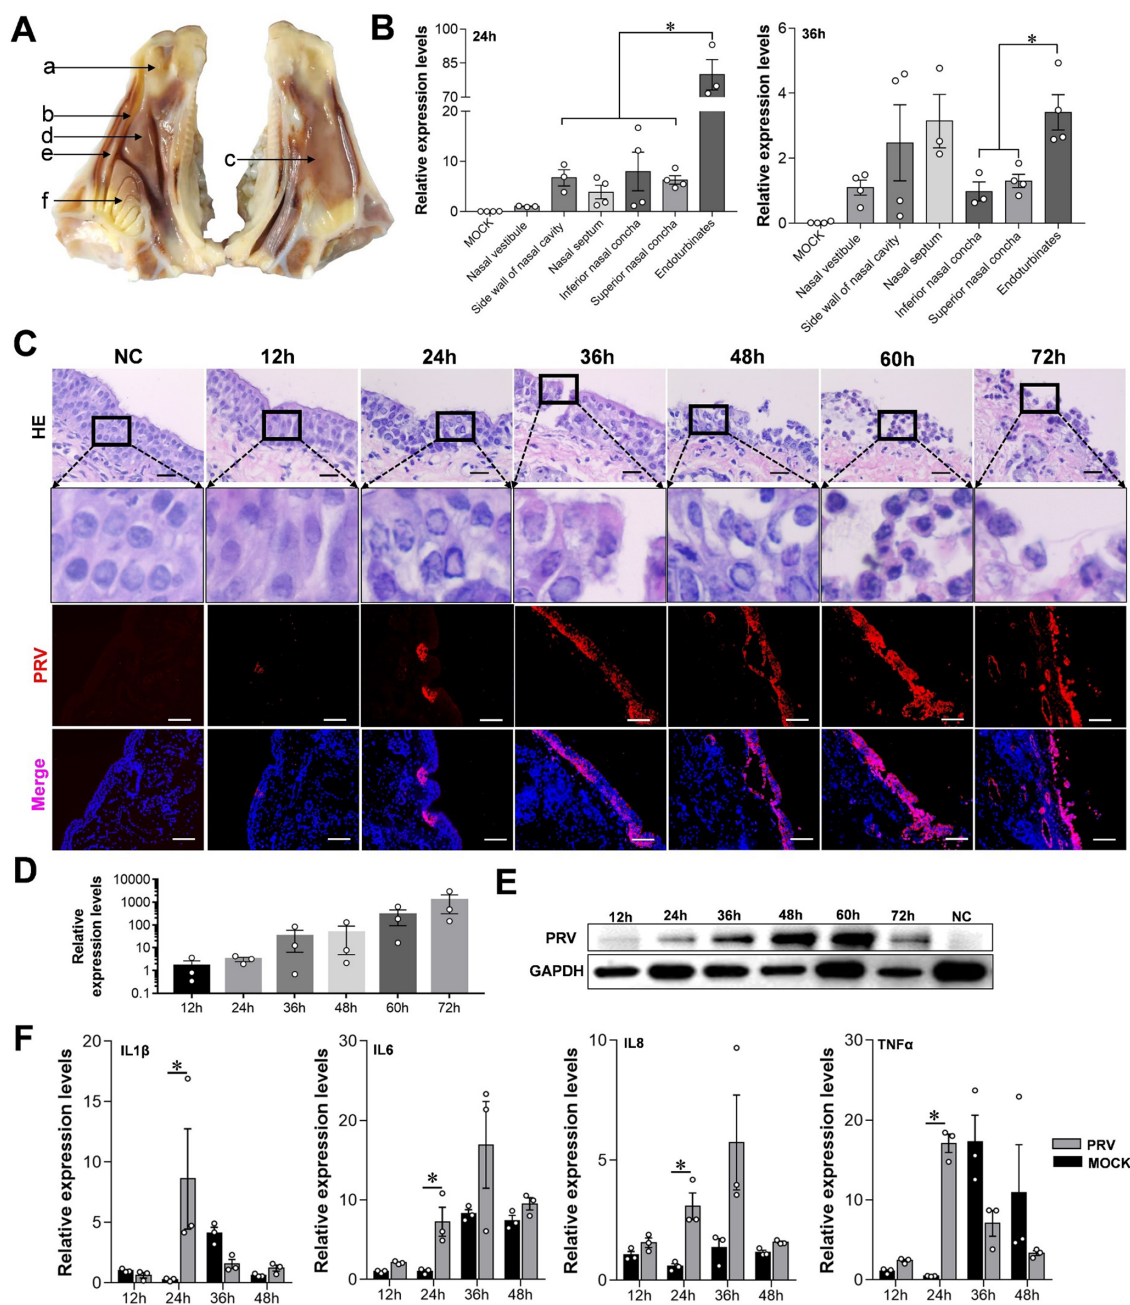 A
a
b
d
e
f
c
B
Relative expression levels
24h
*
100
85
70
20
10
0
MOCK
Nasal vestibule
Side wall of nasal cavity
Nasal septum
Inferior nasal concha
Superior nasal concha
Endoturbinates
Relative expression levels
36h
*
6
4
2
0
MOCK
Nasal vestibule
Side wall of nasal cavity
Nasal septum
Inferior nasal concha
Superior nasal concha
Endoturbinates
C
NC 12h 24h 36h 48h 60h 72h
HE
PRV
Merge
D
Relative
expression levels
10000
1000
100
10
1
0.1
12h 24h 36h 48h 60h 72h
E
12h 24h 36h 48h 60h 72h NC
PRV
GAPDH
F
Relative expression levels
IL1β
*
20
15
10
5
0
12h 24h 36h 48h
Relative expression levels
IL6
*
30
20
10
0
12h 24h 36h 48h
Relative expression levels
IL8
*
10
5
0
12h 24h 36h 48h
Relative expression levels
TNFα
*
30
20
10
0
12h 24h 36h 48h
PRV
MOCK